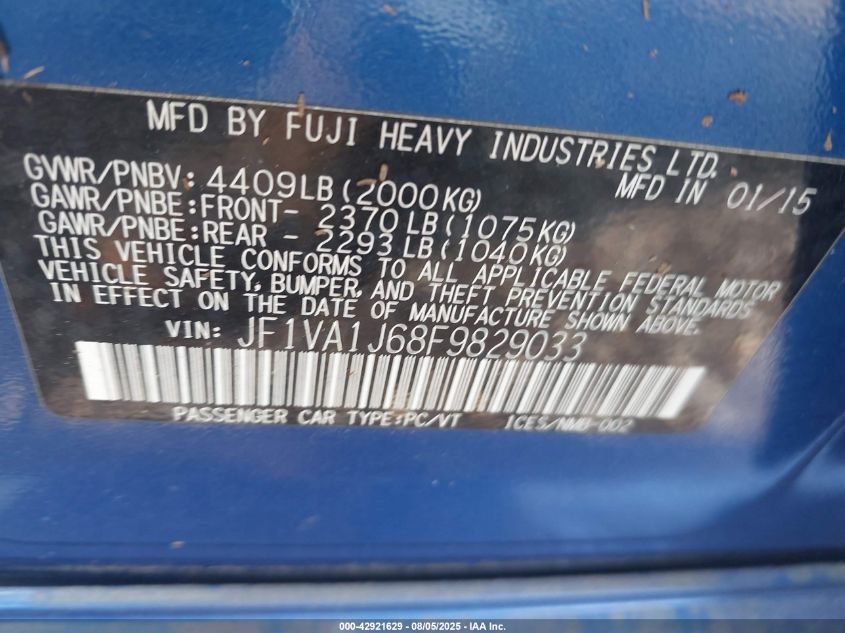 MFD BY FUJI HEAVY INDUSTRIES LTD.
GVWR/PNBV: 4409LB (2000KG) MFD IN 01/15
GAWR/PNBE:FRONT- 2370LB (1075KG)
GAWR/PNBE:REAR - 2293LB (1040KG)
THIS VEHICLE CONFORMS TO ALL APPLICABLE FEDERAL MOTOR
VEHICLE SAFETY, BUMPER, AND THEFT PREVENTION STANDARDS
IN EFFECT ON THE DATE OF MANUFACTURE SHOWN ABOVE.
VIN: JF1VA1J68F9829033
PASSENGER CAR TYPE:PC/VT ICES/NMB-002
000-42921629 - 08/05/2025 - IAA Inc.